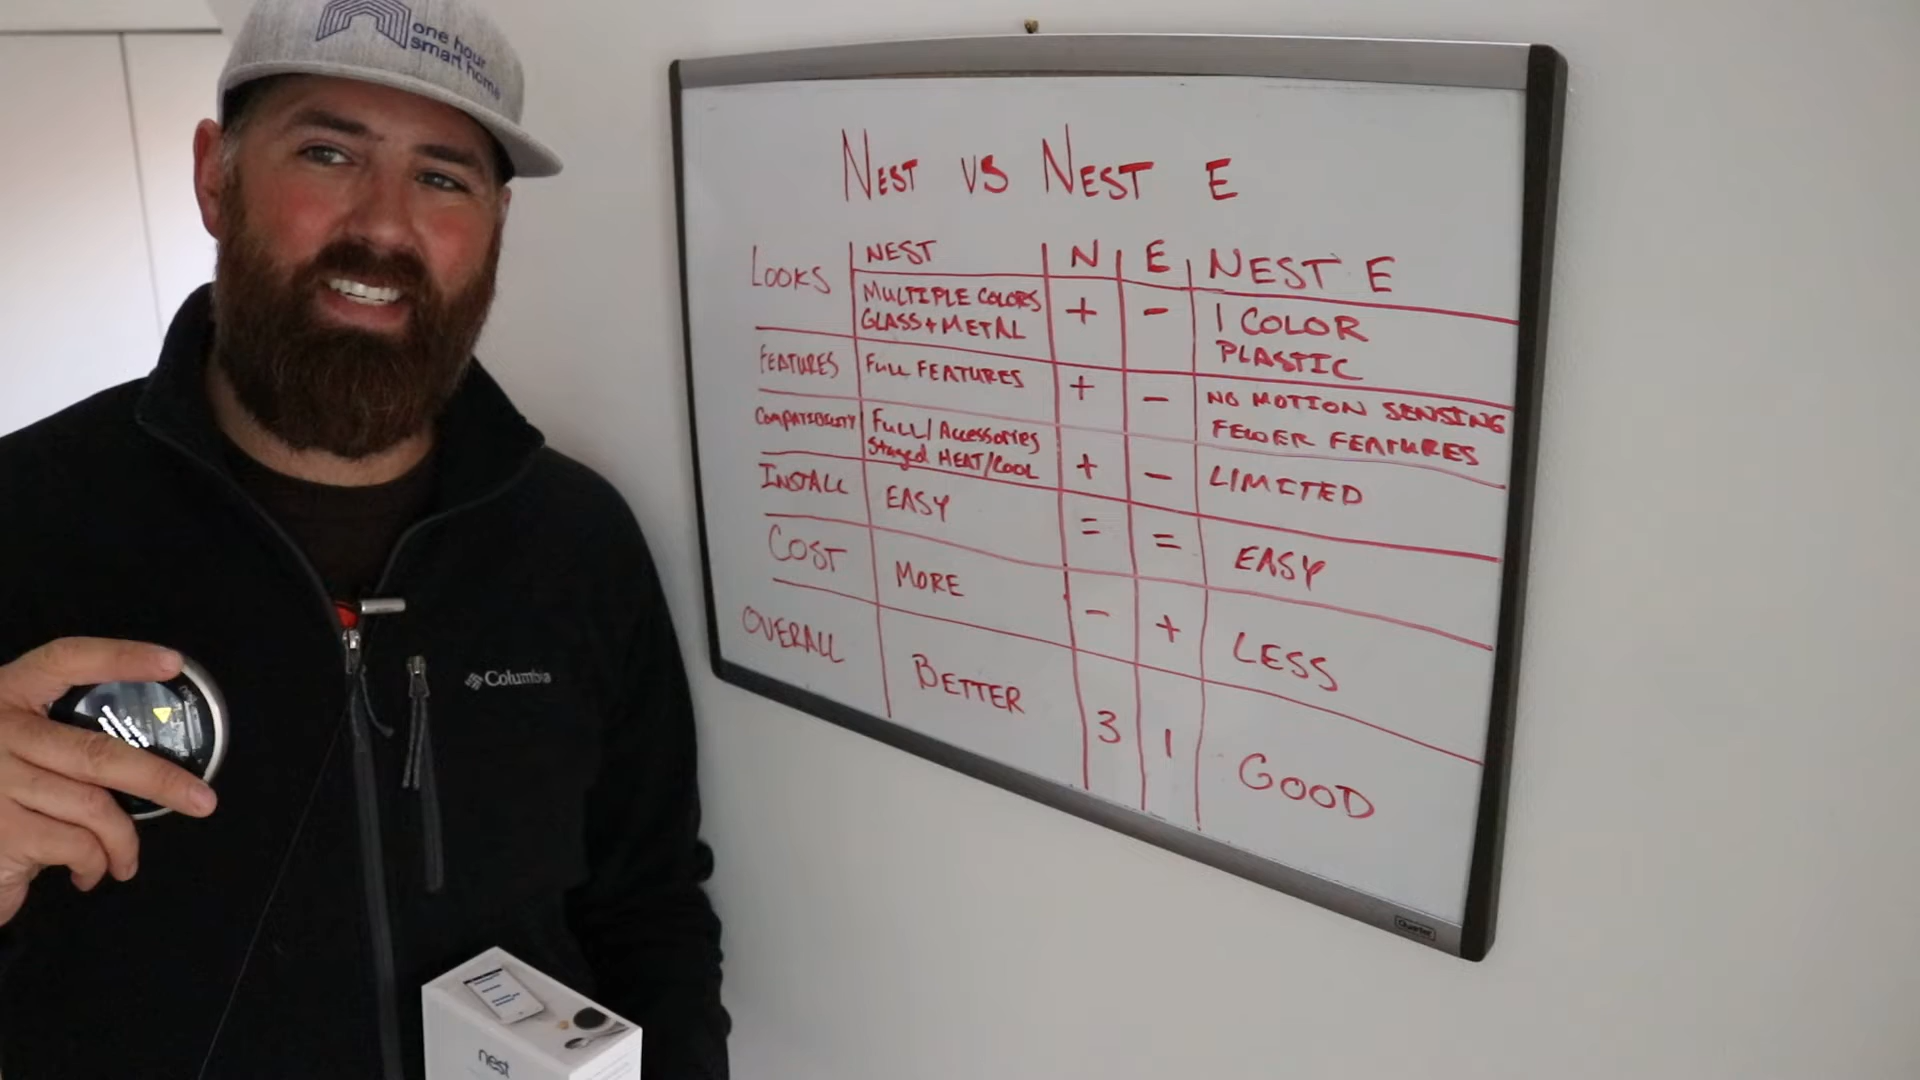 one hour
smart home
NEST VS NEST E
LOOKS NEST N E NEST E
MULTIPLE COLORS + - 1 COLOR
GLASS + METAL PLASTIC
FEATURES FULL FEATURES + - NO MOTION SENSING
FEWER FEATURES
COMPATIBILITY FULL/Accessories + - LIMITED
Staged HEAT/COOL
INSTALL EASY = = EASY
COST MORE - + LESS
OVERALL BETTER 3 1 GOOD
Columbia
Quartet
nest